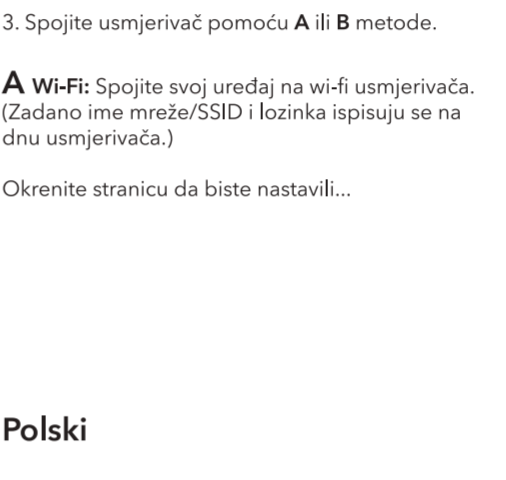 3. Spojite usmjerivač pomoću A ili B metode.
A Wi-Fi: Spojite svoj uređaj na wi-fi usmjerivača.
(Zadano ime mreže/SSID i lozinka ispisuju se na
dnu usmjerivača.)
Okrenite stranicu da biste nastavili...
Polski